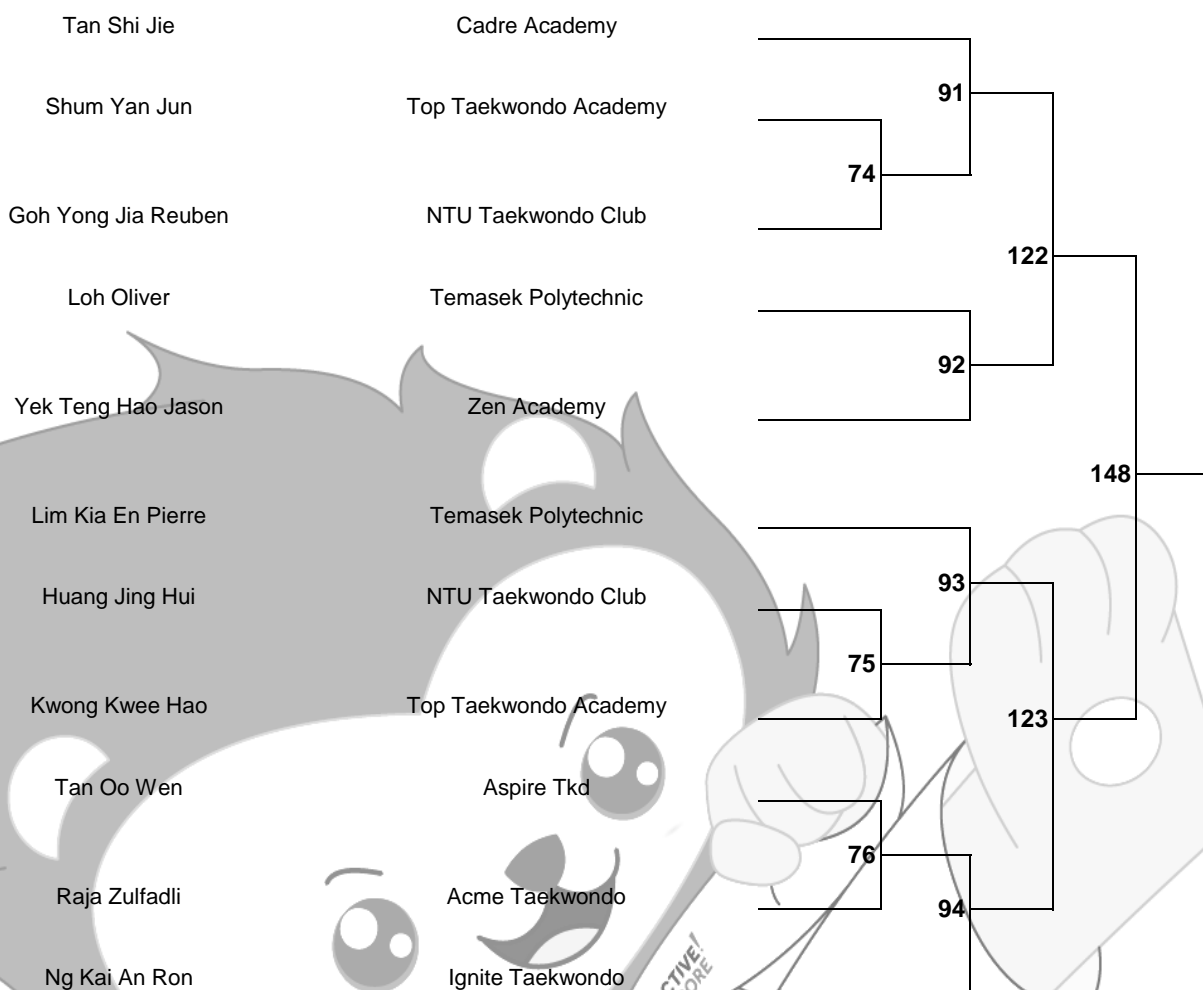 Tan Shi Jie Cadre Academy
91
Shum Yan Jun Top Taekwondo Academy
74
Goh Yong Jia Reuben NTU Taekwondo Club
122
Loh Oliver Temasek Polytechnic
92
Yek Teng Hao Jason Zen Academy
148
Lim Kia En Pierre Temasek Polytechnic
93
Huang Jing Hui NTU Taekwondo Club
75
Kwong Kwee Hao Top Taekwondo Academy
123
Tan Oo Wen Aspire Tkd
76
Raja Zulfadli Acme Taekwondo
94
Ng Kai An Ron Ignite Taekwondo